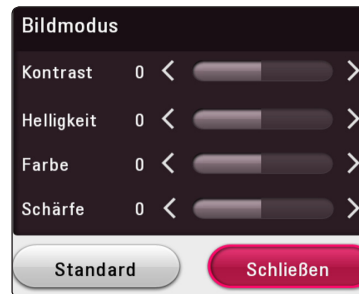 Bildmodus
Kontrast 0
Helligkeit 0
Farbe 0
Schärfe 0
Standard Schließen